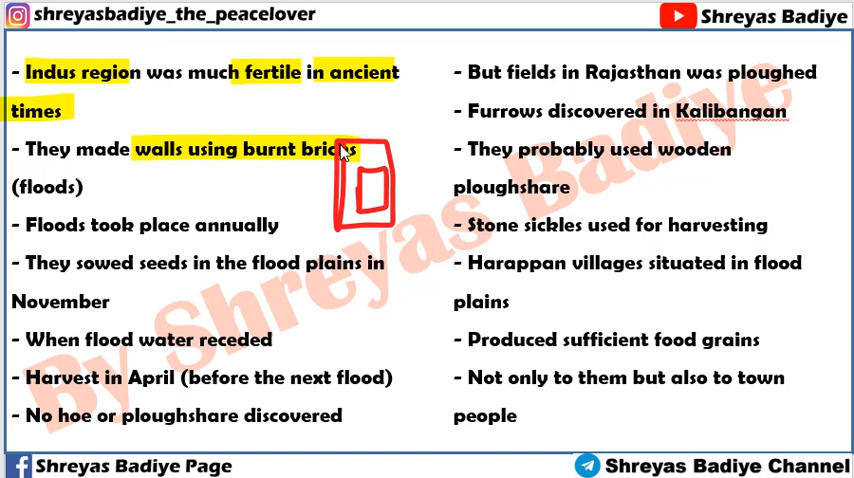 shreyasbadiye_the_peacelover
Shreyas Badiye
- Indus region was much fertile in ancient
times
- They made walls using burnt bricks
(floods)
- Floods took place annually
- They sowed seeds in the flood plains in
November
- When flood water receded
- Harvest in April (before the next flood)
- No hoe or ploughshare discovered
- But fields in Rajasthan was ploughed
- Furrows discovered in Kalibangan
- They probably used wooden
ploughshare
- Stone sickles used for harvesting
- Harappan villages situated in flood
plains
- Produced sufficient food grains
- Not only to them but also to town
people
By Shreyas Badiye
Shreyas Badiye Page
Shreyas Badiye Channel